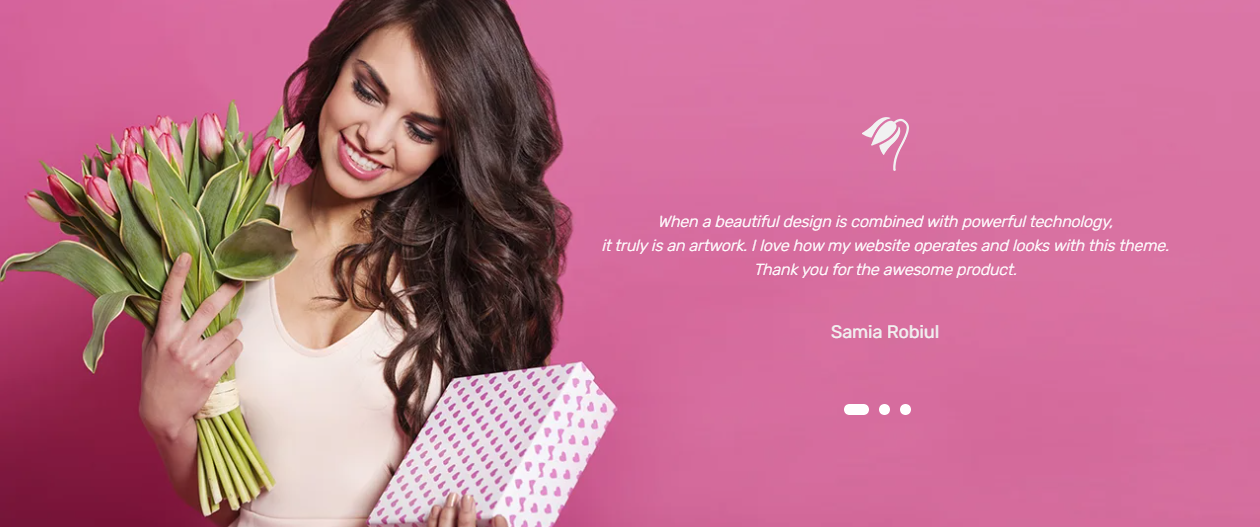 When a beautiful design is combined with powerful technology,
it truly is an artwork. I love how my website operates and looks with this theme.
Thank you for the awesome product.
Samia Robiul